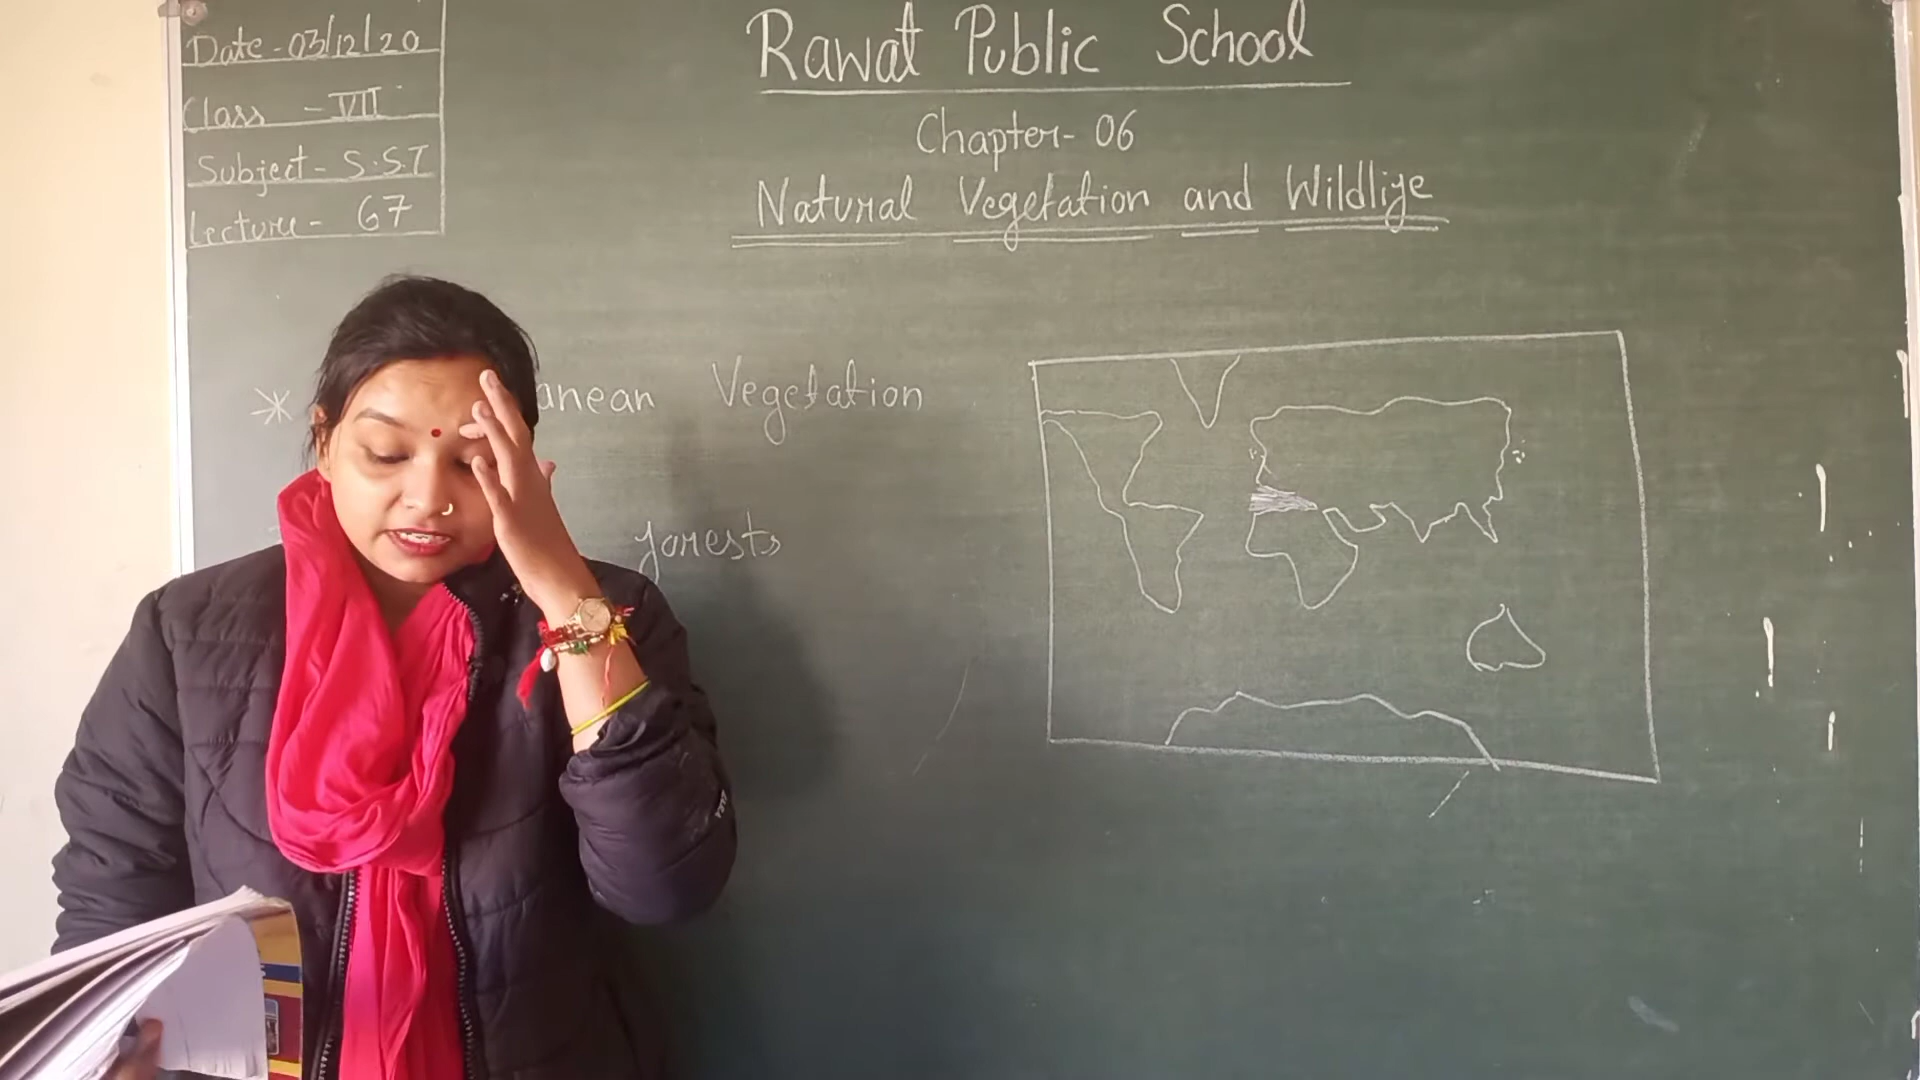 Date - 03/12/20
Class - VII
Subject - S.S.T
Lecture - 67
Rawat Public School
Chapter - 06
Natural Vegetation and Wildlife
* anean Vegetation
forests